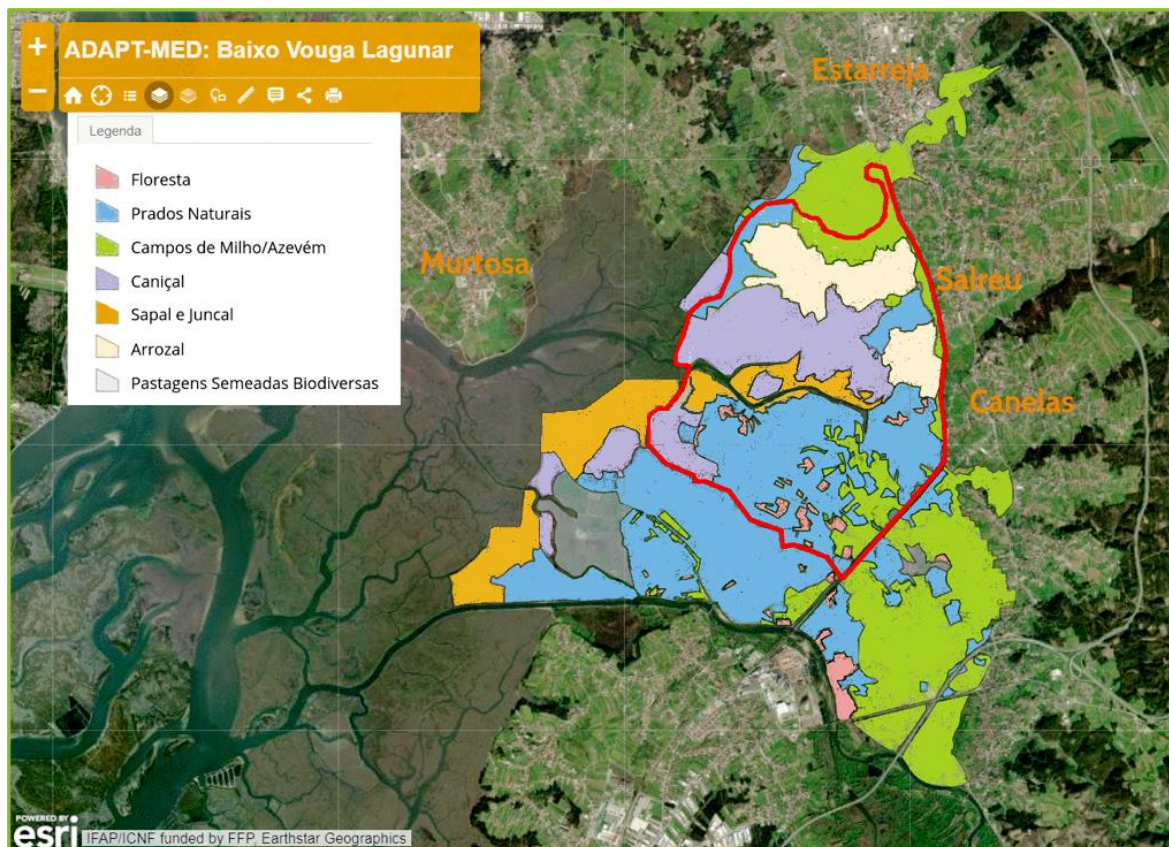 +
ADAPT-MED: Baixo Vouga Lagunar
−
Legenda
Floresta
Prados Naturais
Campos de Milho/Azevém
Caniçal
Sapal e Juncal
Arrozal
Pastagens Semeadas Biodiversas
Estarreja
Murtosa
Salreu
Canelas
POWERED BY
esri
IFAP/ICNF funded by FFP, Earthstar Geographics